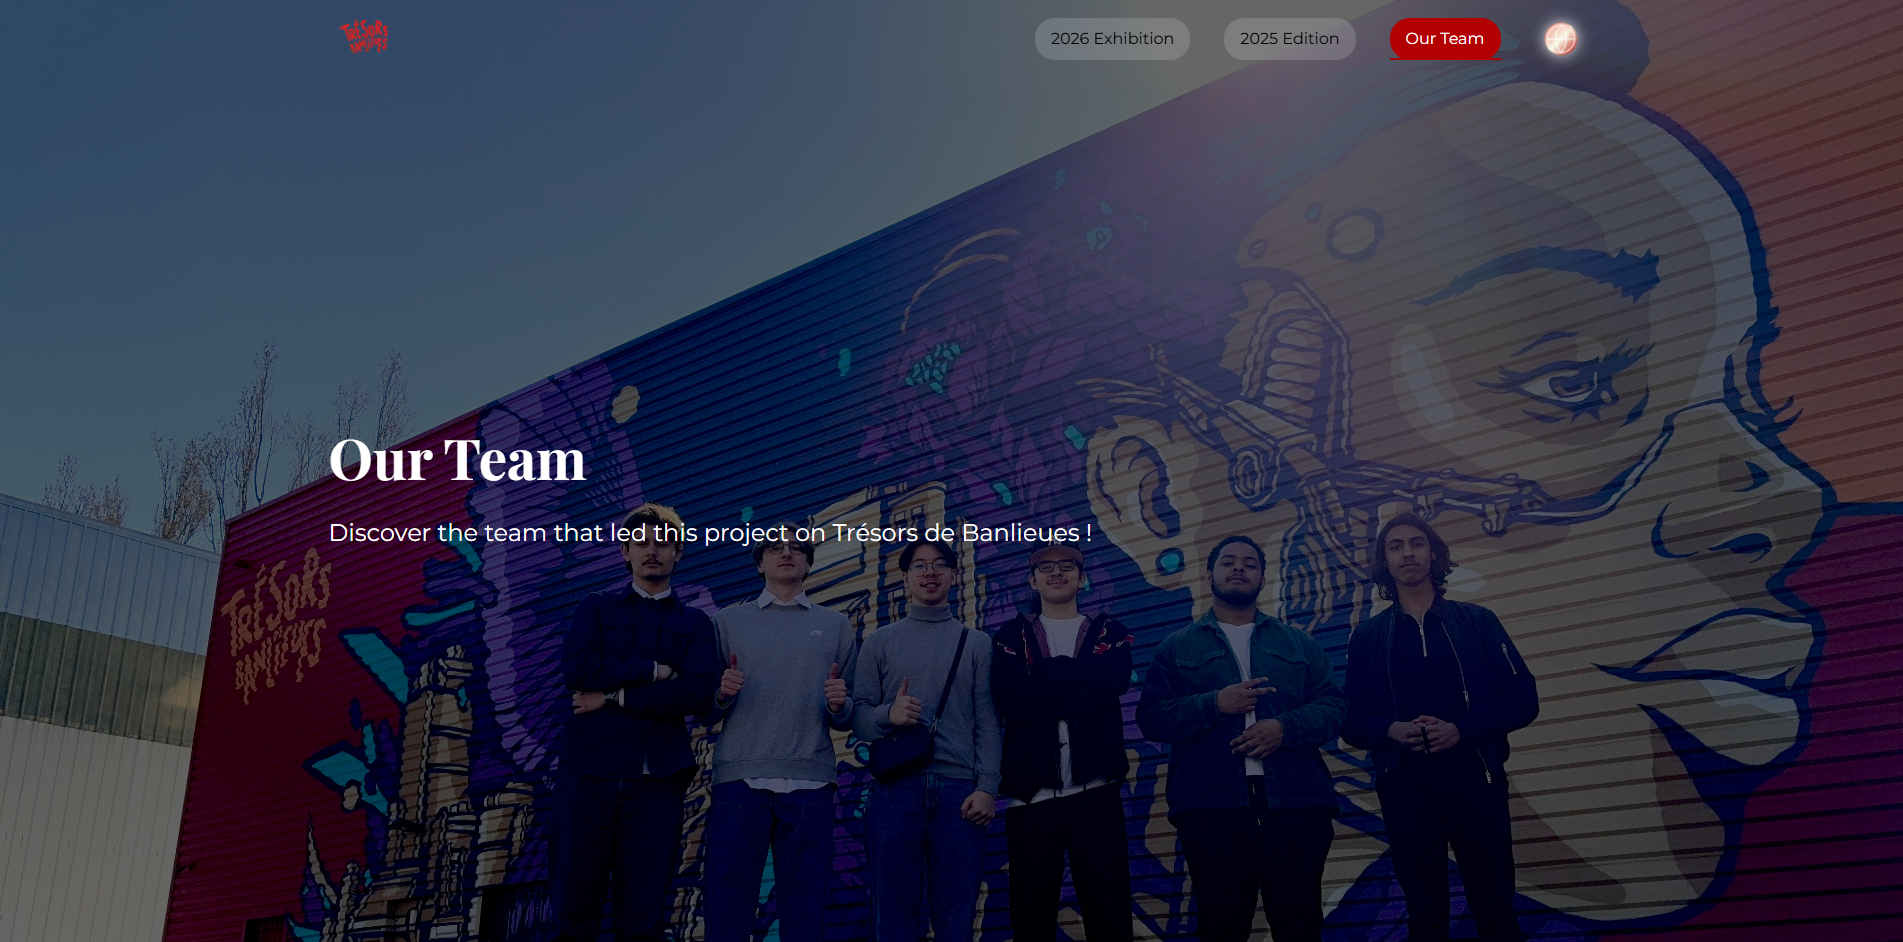 TRÉSORS
BANLIEUES
2026 Exhibition
2025 Edition
Our Team
Our Team
Discover the team that led this project on Trésors de Banlieues !
TRÉSORS
BANLIEUES